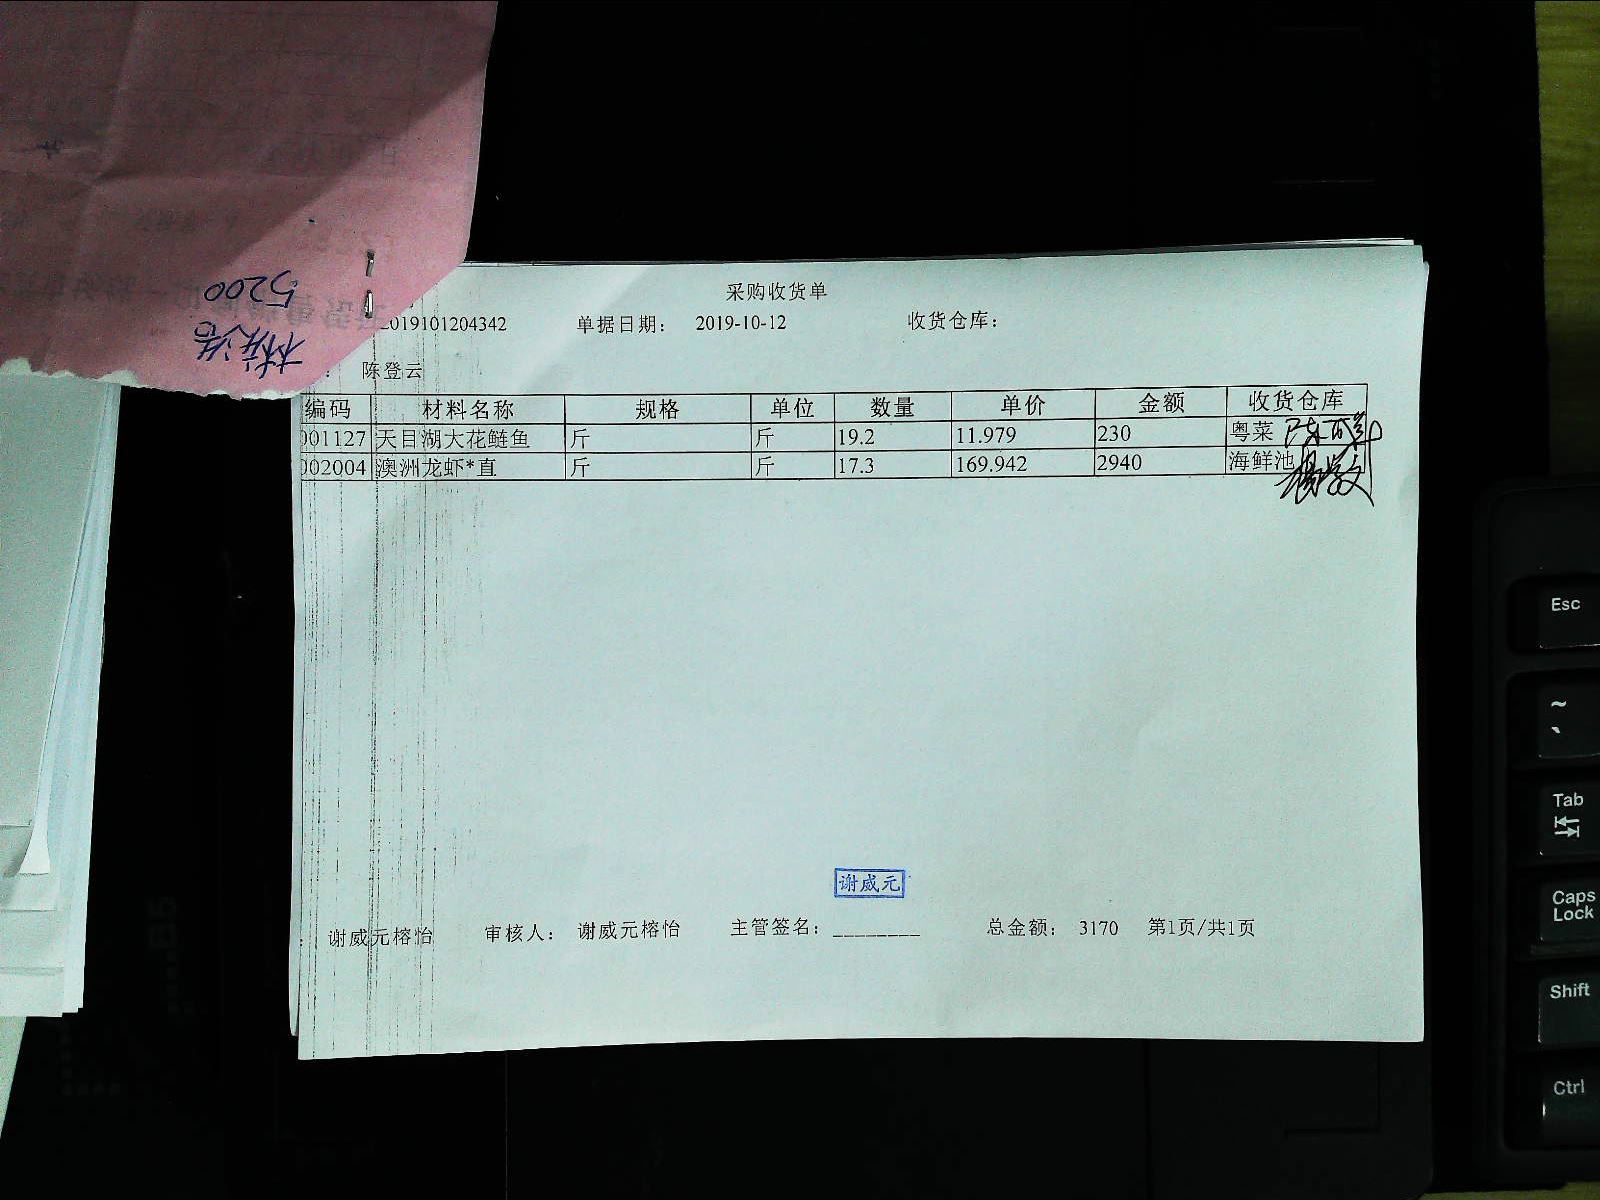 5200
采购收货单
2019101204342 单据日期： 2019-10-12 收货仓库：
： 陈登云
编码 材料名称 规格 单位 数量 单价 金额 收货仓库
001127 天目湖大花鲢鱼 斤 斤 19.2 11.979 230 粤菜
002004 澳洲龙虾*直 斤 斤 17.3 169.942 2940 海鲜池
谢威元
： 谢威元榕怡 审核人： 谢威元榕怡 主管签名：________ 总金额： 3170 第1页/共1页
Esc
~
`
Tab
Caps
Lock
Shift
Ctrl